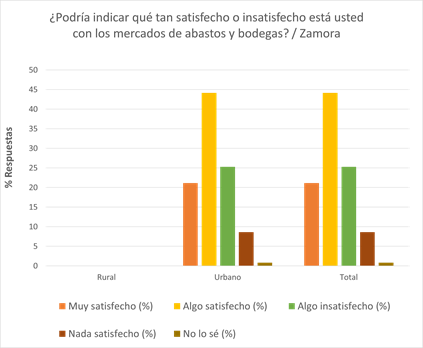 ¿Podría indicar qué tan satisfecho o insatisfecho está usted
con los mercados de abastos y bodegas? / Zamora
50
45
40
35
30
25
20
15
10
5
0
% Respuestas
Rural Urbano Total
Muy satisfecho (%) Algo satisfecho (%) Algo insatisfecho (%)
Nada satisfecho (%) No lo sé (%)